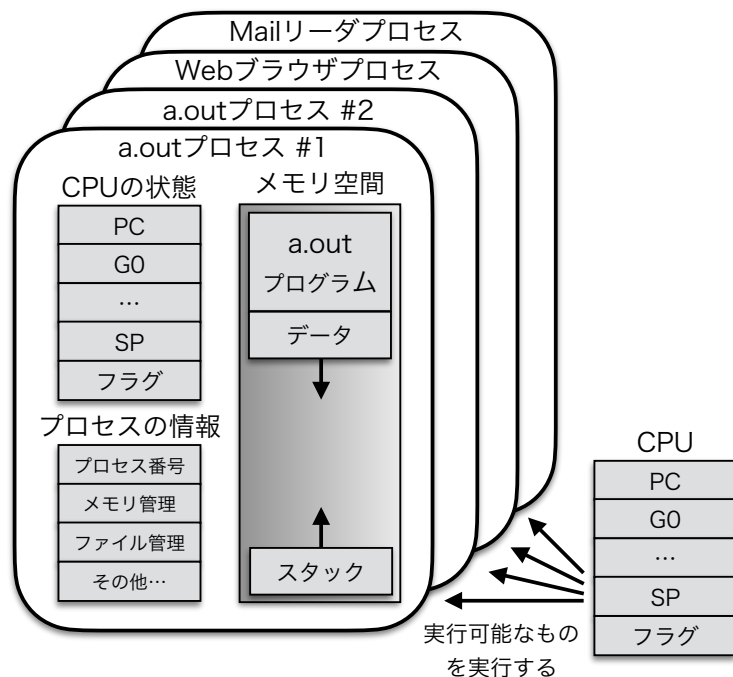 Mailリーダプロセス
Webブラウザプロセス
a.outプロセス #2
a.outプロセス #1
CPUの状態
PC
G0
…
SP
フラグ
プロセスの情報
プロセス番号
メモリ管理
ファイル管理
その他…
メモリ空間
a.out
プログラム
データ
スタック
CPU
PC
G0
…
SP
フラグ
実行可能なもの
を実行する